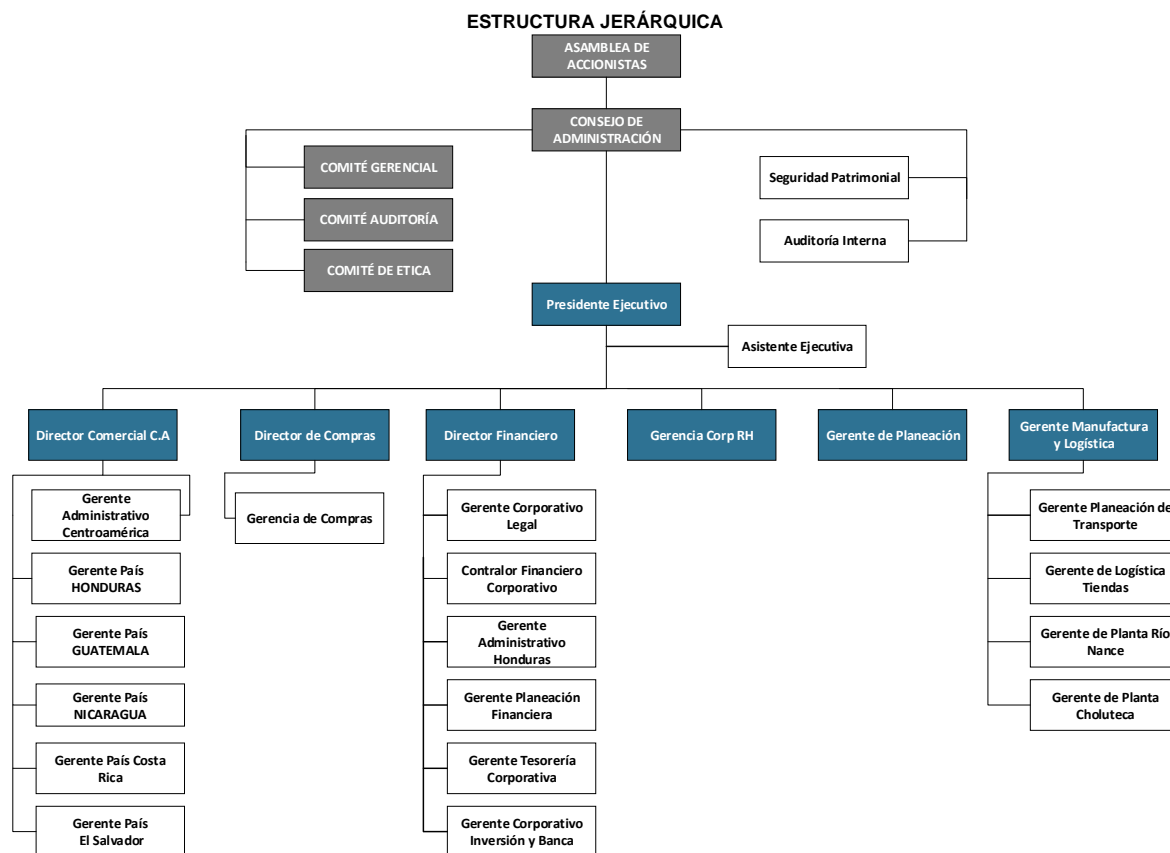 ESTRUCTURA JERÁRQUICA
ASAMBLEA DE
ACCIONISTAS
CONSEJO DE
ADMINISTRACIÓN
COMITÉ GERENCIAL
COMITÉ AUDITORÍA
COMITÉ DE ETICA
Seguridad Patrimonial
Auditoría Interna
Presidente Ejecutivo
Asistente Ejecutiva
Director Comercial C.A
Director de Compras
Director Financiero
Gerencia Corp RH
Gerente de Planeación
Gerente Manufactura
y Logística
Gerente
Administrativo
Centroamérica
Gerente País
HONDURAS
Gerente País
GUATEMALA
Gerente País
NICARAGUA
Gerente País Costa
Rica
Gerente País
El Salvador
Gerencia de Compras
Gerente Corporativo
Legal
Contralor Financiero
Corporativo
Gerente
Administrativo
Honduras
Gerente Planeación
Financiera
Gerente Tesorería
Corporativa
Gerente Corporativo
Inversión y Banca
Gerente Planeación de
Transporte
Gerente de Logística
Tiendas
Gerente de Planta Río
Nance
Gerente de Planta
Choluteca